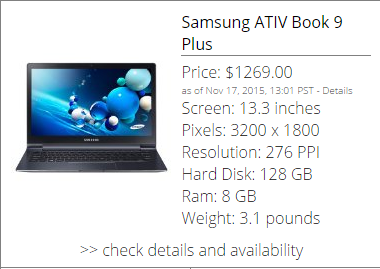 Samsung ATIV Book 9
Plus
Price: $1269.00
as of Nov 17, 2015, 13:01 PST - Details
Screen: 13.3 inches
Pixels: 3200 x 1800
Resolution: 276 PPI
Hard Disk: 128 GB
Ram: 8 GB
Weight: 3.1 pounds
SAMSUNG
>> check details and availability